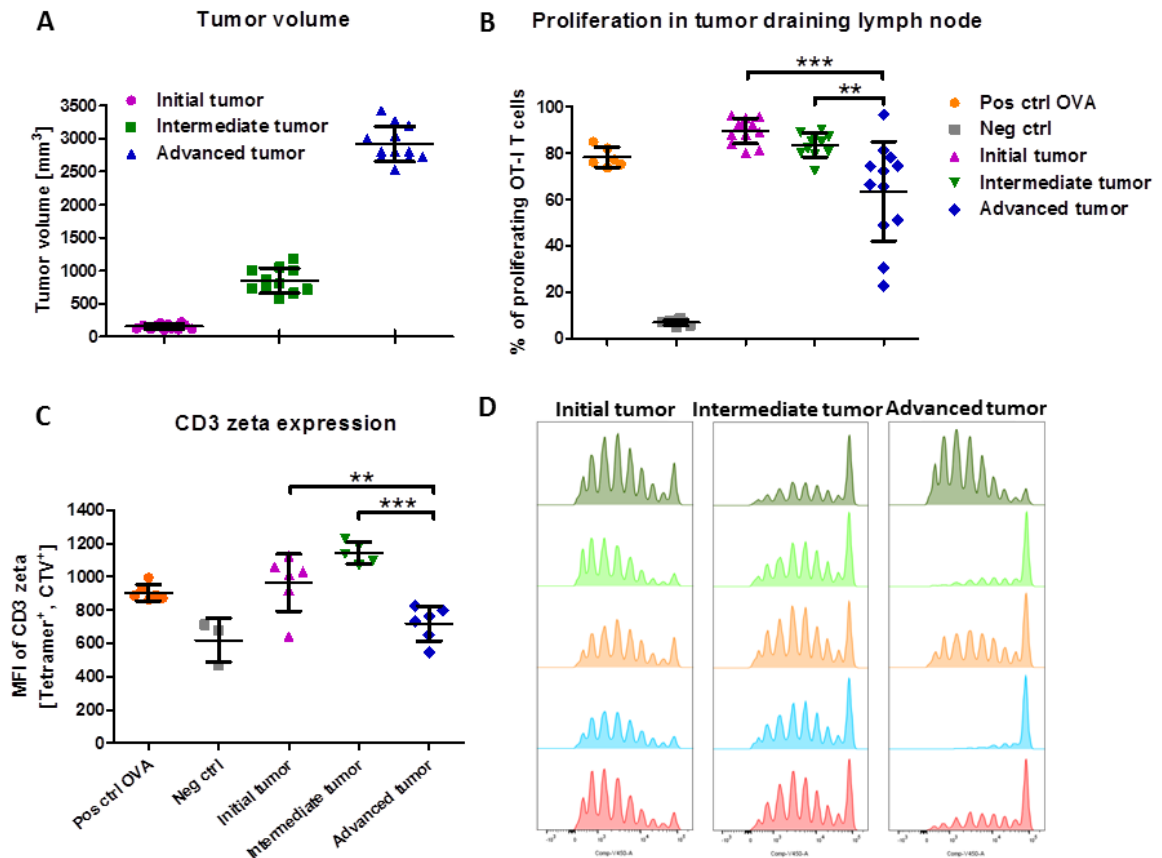 A
Tumor volume
Initial tumor
Intermediate tumor
Advanced tumor
Tumor volume [mm³]
3500
3000
2500
2000
1500
1000
500
0
B
Proliferation in tumor draining lymph node
***
**
% of proliferating OT-I T cells
100
80
60
40
20
0
Pos ctrl OVA
Neg ctrl
Initial tumor
Intermediate tumor
Advanced tumor
C
CD3 zeta expression
**
***
MFI of CD3 zeta
[Tetramer⁺, CTV⁺]
1400
1200
1000
800
600
400
200
0
Pos ctrl OVA
Neg ctrl
Initial tumor
Intermediate tumor
Advanced tumor
D
Initial tumor Intermediate tumor Advanced tumor
Comp-V450-A
Comp-V450-A
Comp-V450-A